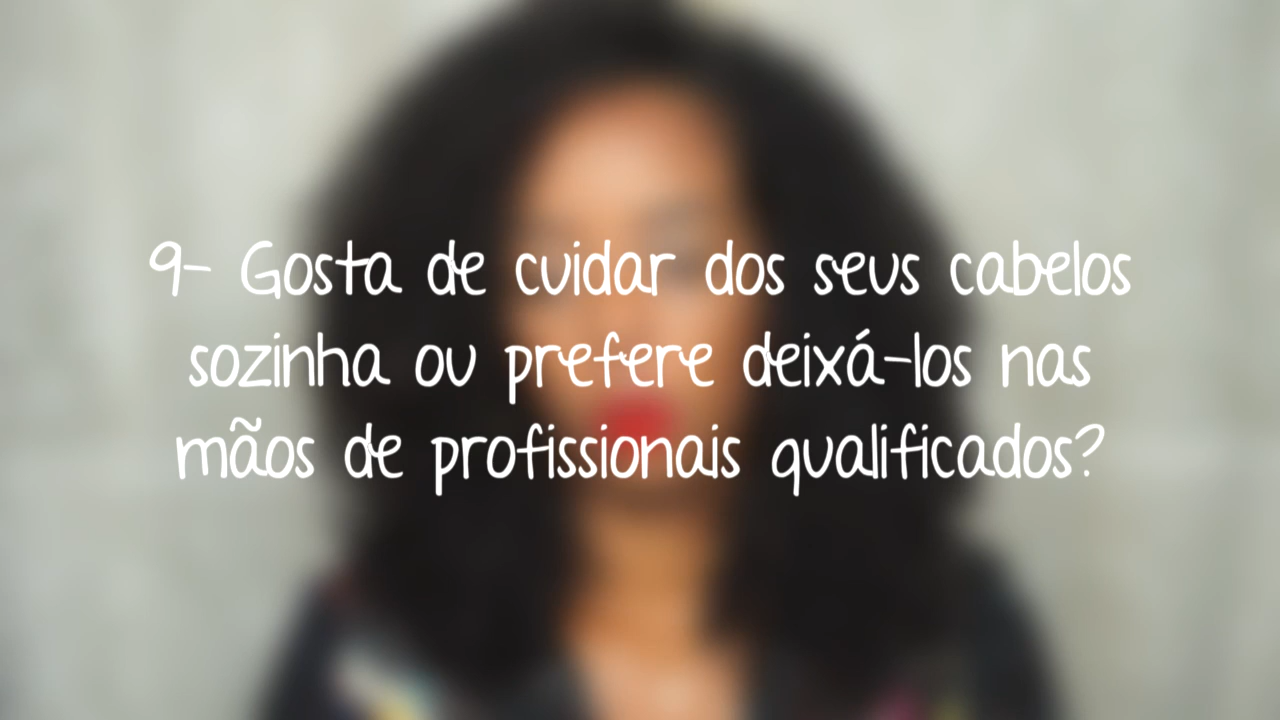 9- Gosta de cuidar dos seus cabelos
sozinha ou prefere deixá-los nas
mãos de profissionais qualificados?